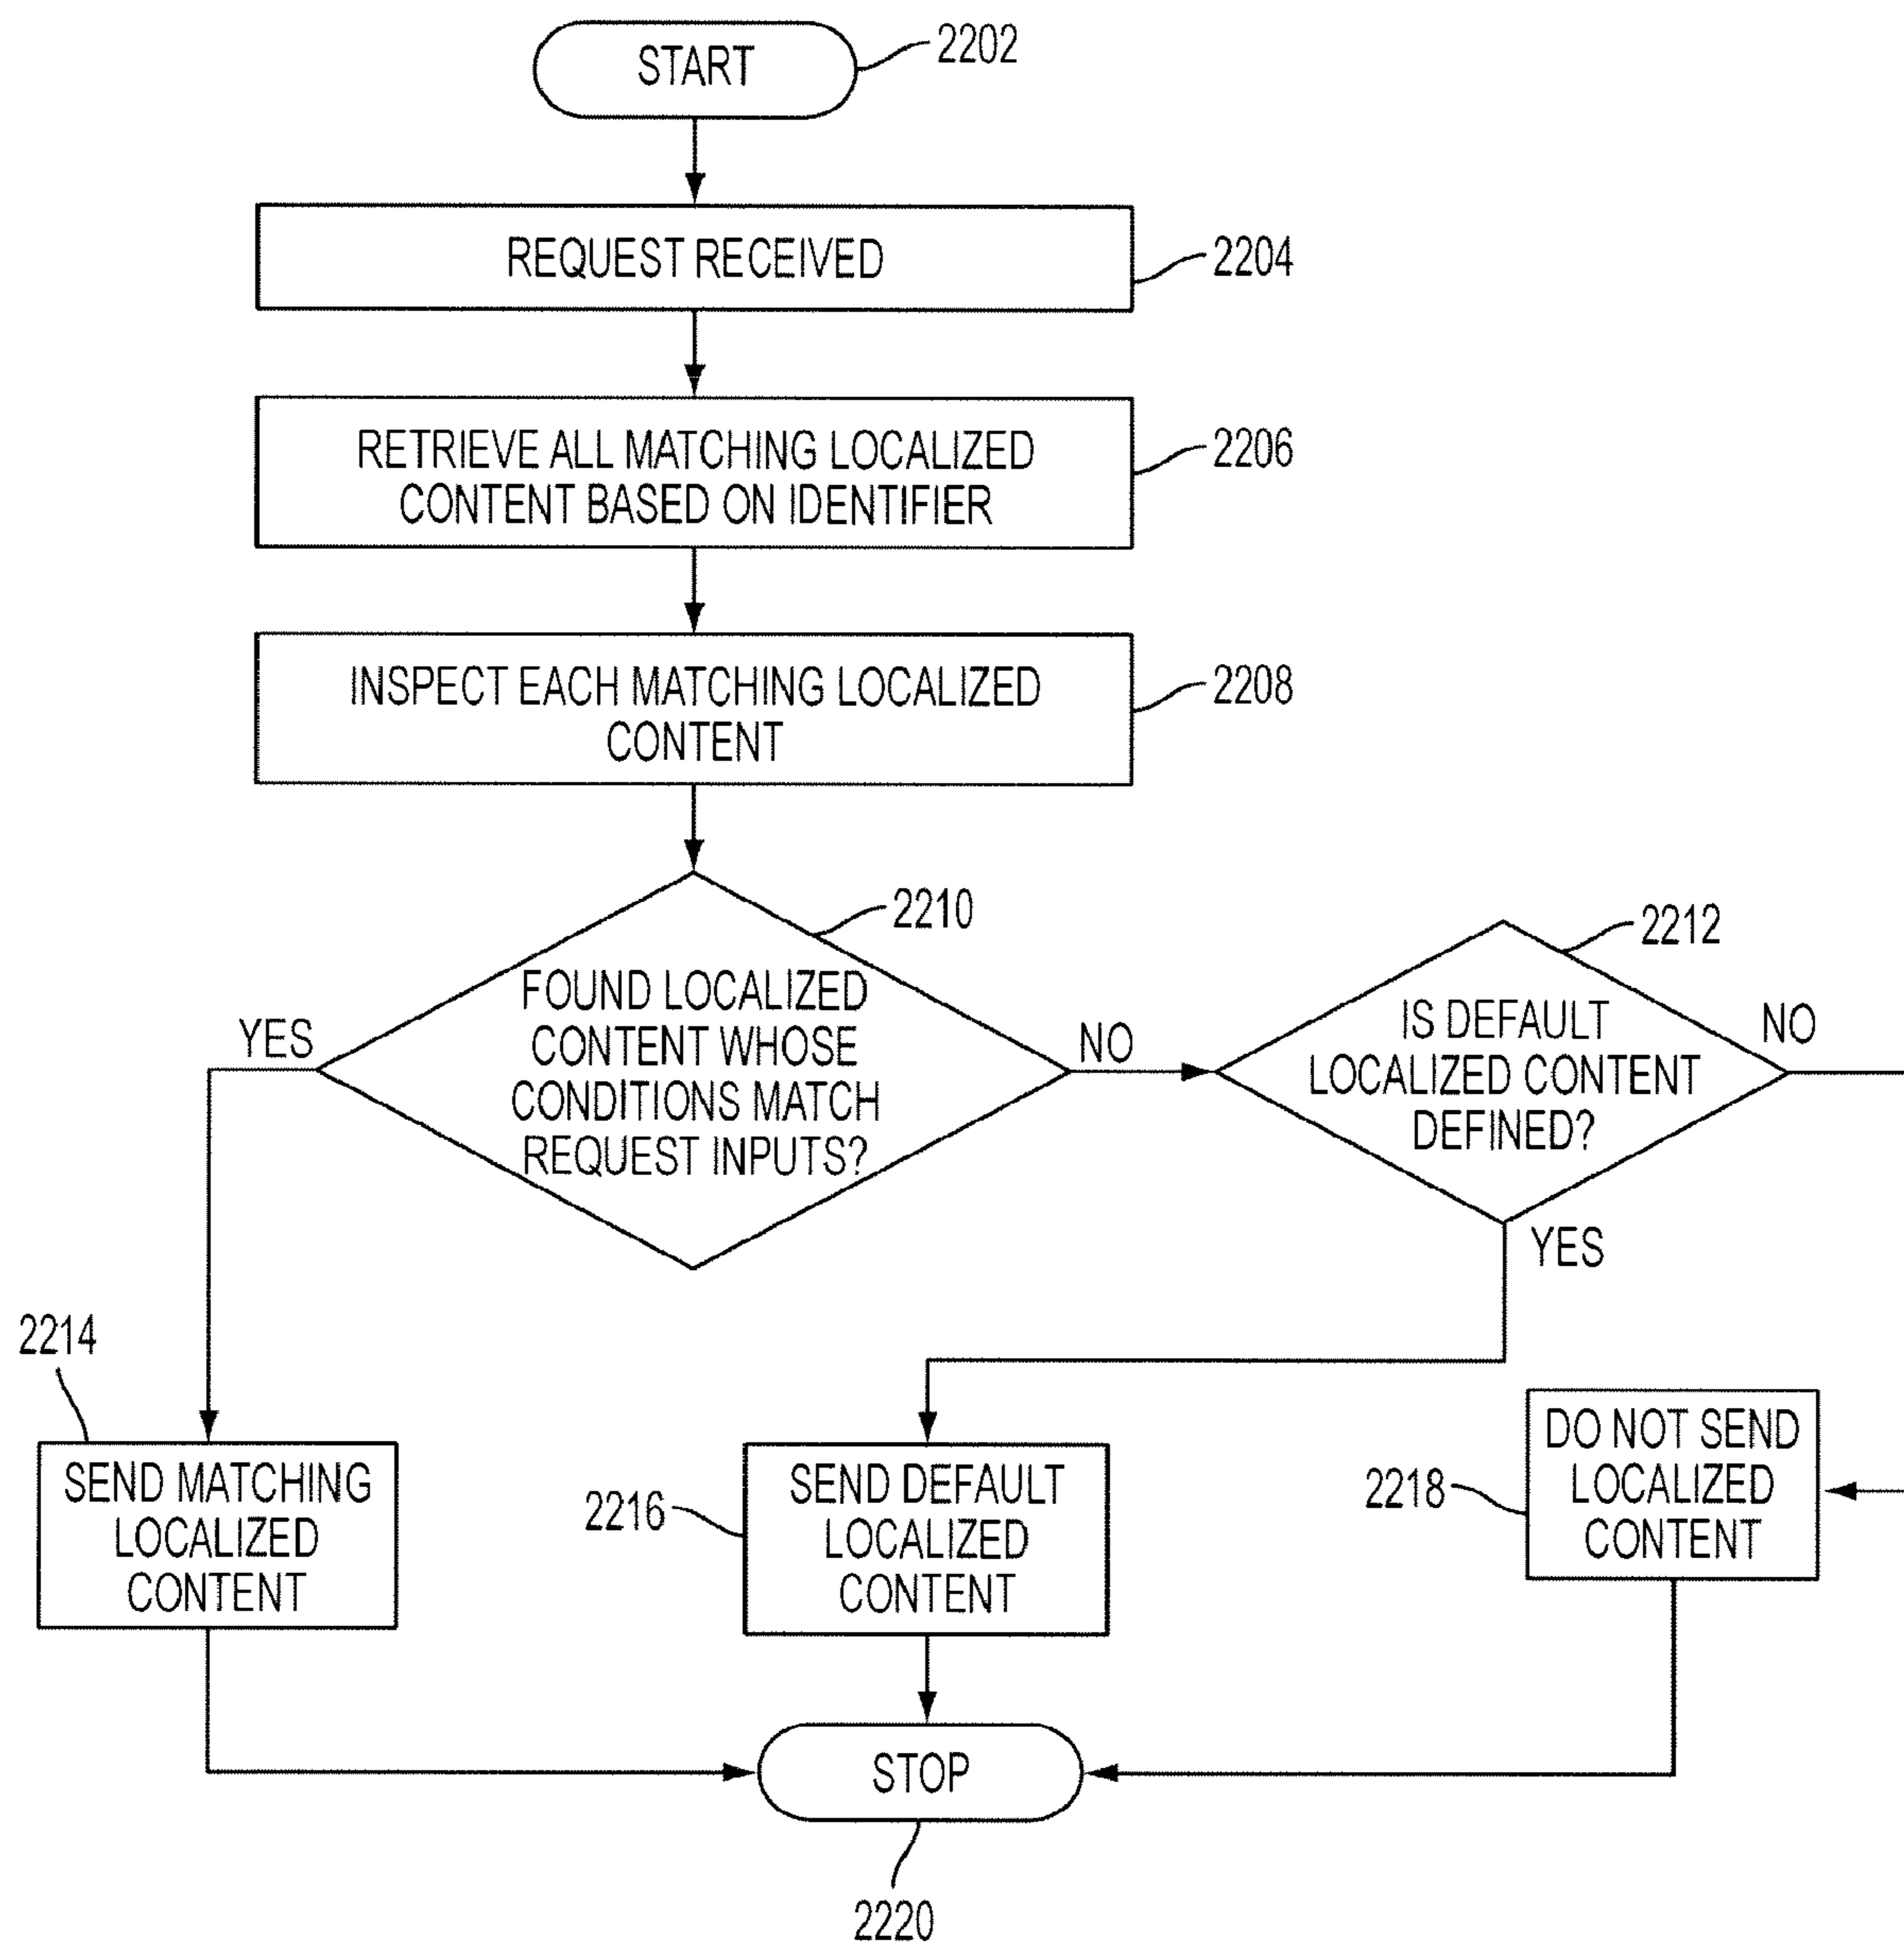 START
2202
REQUEST RECEIVED
2204
RETRIEVE ALL MATCHING LOCALIZED
CONTENT BASED ON IDENTIFIER
2206
INSPECT EACH MATCHING LOCALIZED
CONTENT
2208
2210
FOUND LOCALIZED
CONTENT WHOSE
CONDITIONS MATCH
REQUEST INPUTS?
YES
NO
2212
IS DEFAULT
LOCALIZED CONTENT
DEFINED?
NO
YES
2214
SEND MATCHING
LOCALIZED
CONTENT
2216
SEND DEFAULT
LOCALIZED
CONTENT
2218
DO NOT SEND
LOCALIZED
CONTENT
STOP
2220